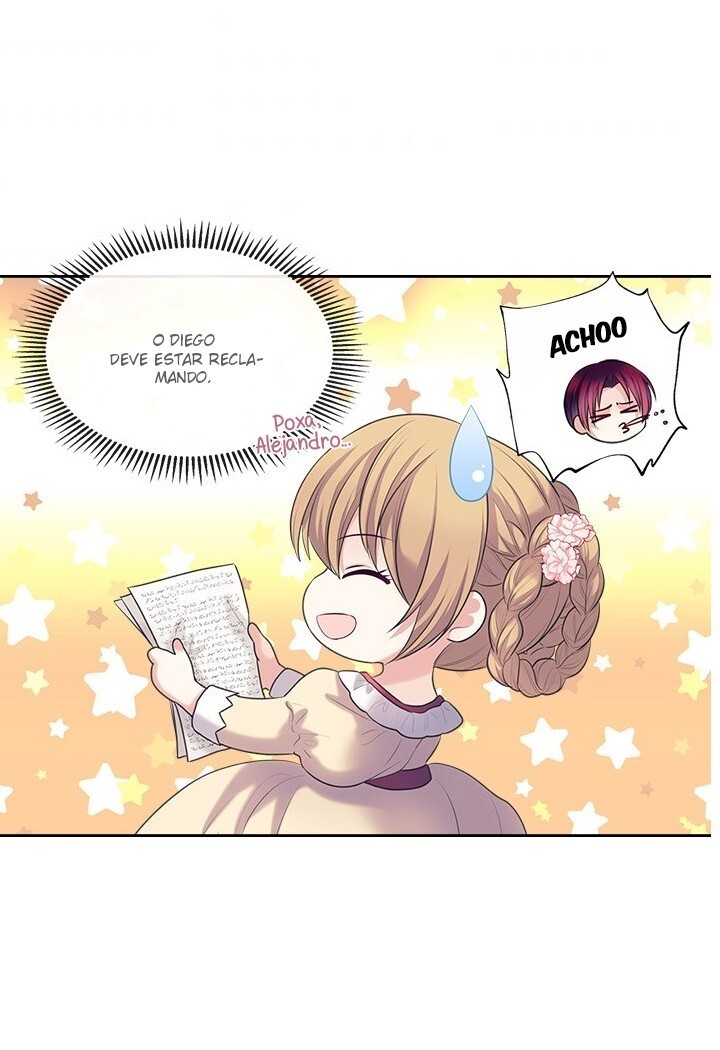 O DIEGO
DEVE ESTAR RECLA-
MANDO.
Poxa,
Alejandro...
ACHOO